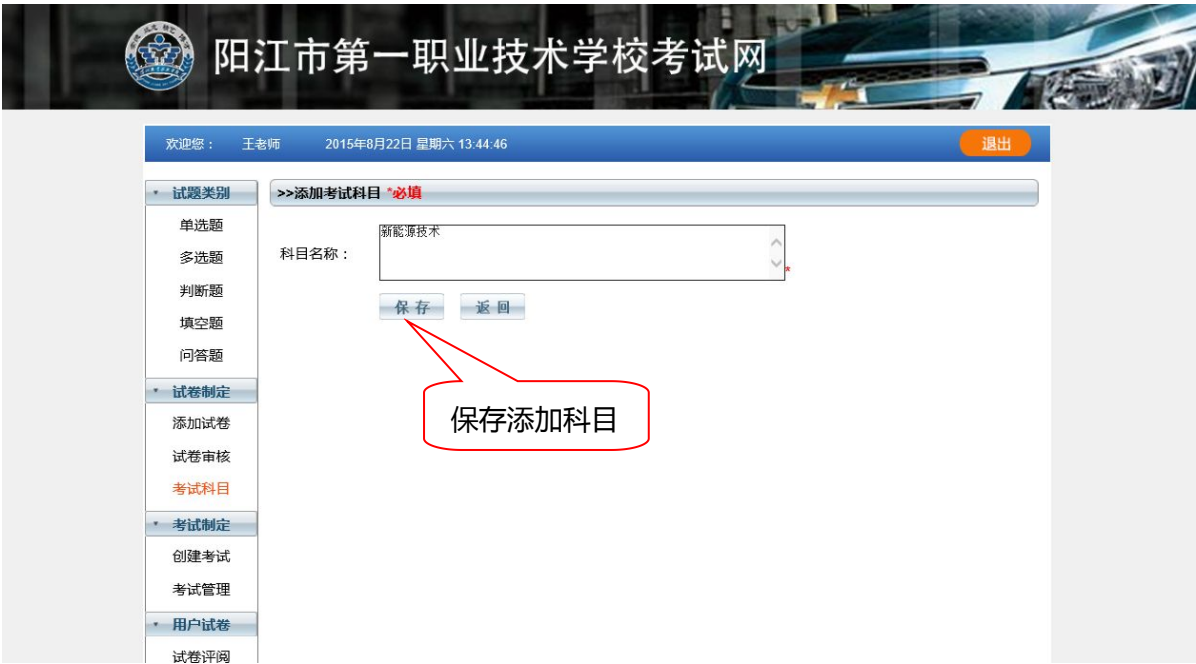 阳江市第一职业技术学校考试网
欢迎您： 王老师 2015年8月22日 星期六 13:44:46 退出
试题类别
单选题
多选题
判断题
填空题
问答题
试卷制定
添加试卷
试卷审核
考试科目
考试制定
创建考试
考试管理
用户试卷
试卷评阅
>>添加考试科目 *必填
科目名称： 新能源技术 *
保存 返回
保存添加科目